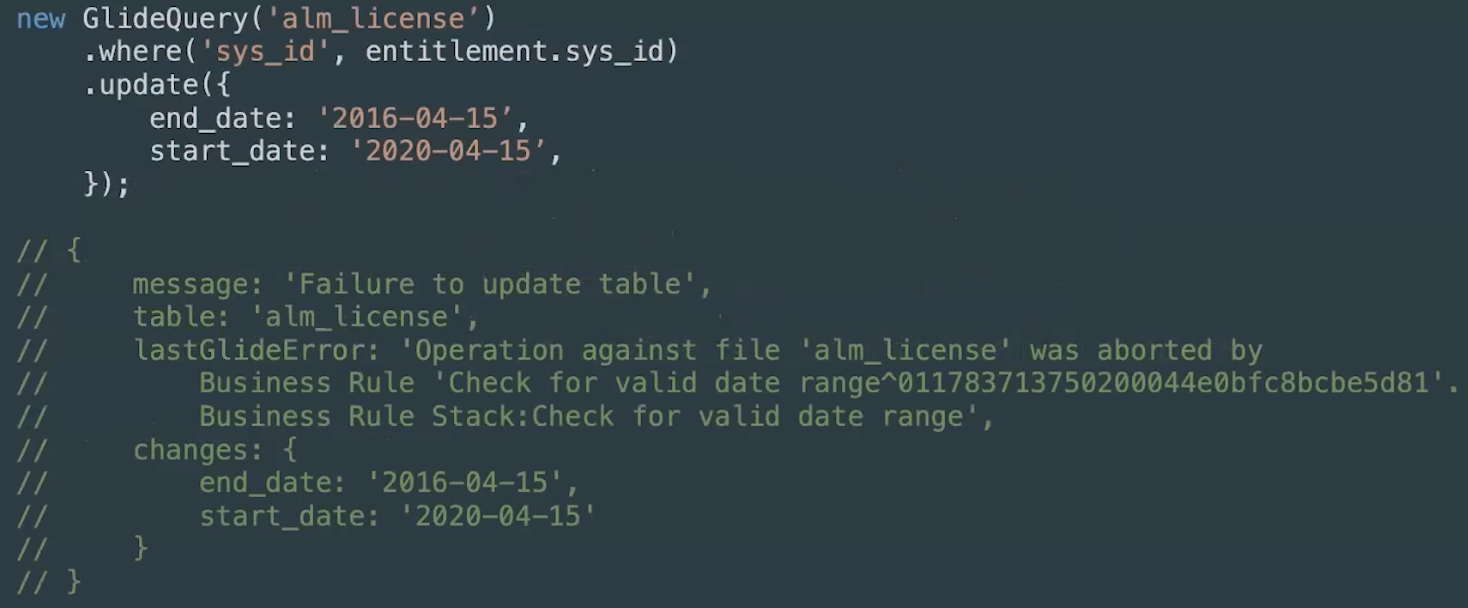 new GlideQuery('alm_license’)
    .where('sys_id', entitlement.sys_id)
    .update({
        end_date: '2016-04-15’,
        start_date: '2020-04-15’,
    });
// {
//     message: 'Failure to update table',
//     table: 'alm_license',
//     lastGlideError: 'Operation against file 'alm_license' was aborted by
//         Business Rule 'Check for valid date range^011783713750200044e0bfc8bcbe5d81'.
//         Business Rule Stack:Check for valid date range',
//     changes: {
//         end_date: '2016-04-15',
//         start_date: '2020-04-15'
//     }
// }